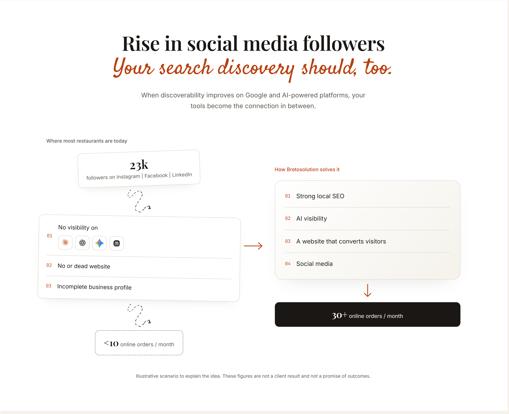 Rise in social media followers
Your search discovery should, too.
When discoverability improves on Google and AI-powered platforms, your
tools become the connection in between.
Where most restaurants are today
23k
followers on Instagram | Facebook | LinkedIn
01 No visibility on
02 No or dead website
03 Incomplete business profile
<10 online orders / month
How Bretosolution solves it
01 Strong local SEO
02 AI visibility
03 A website that converts visitors
04 Social media
30+ online orders / month
Illustrative scenario to explain the idea. These figures are not a client result and not a promise of outcomes.